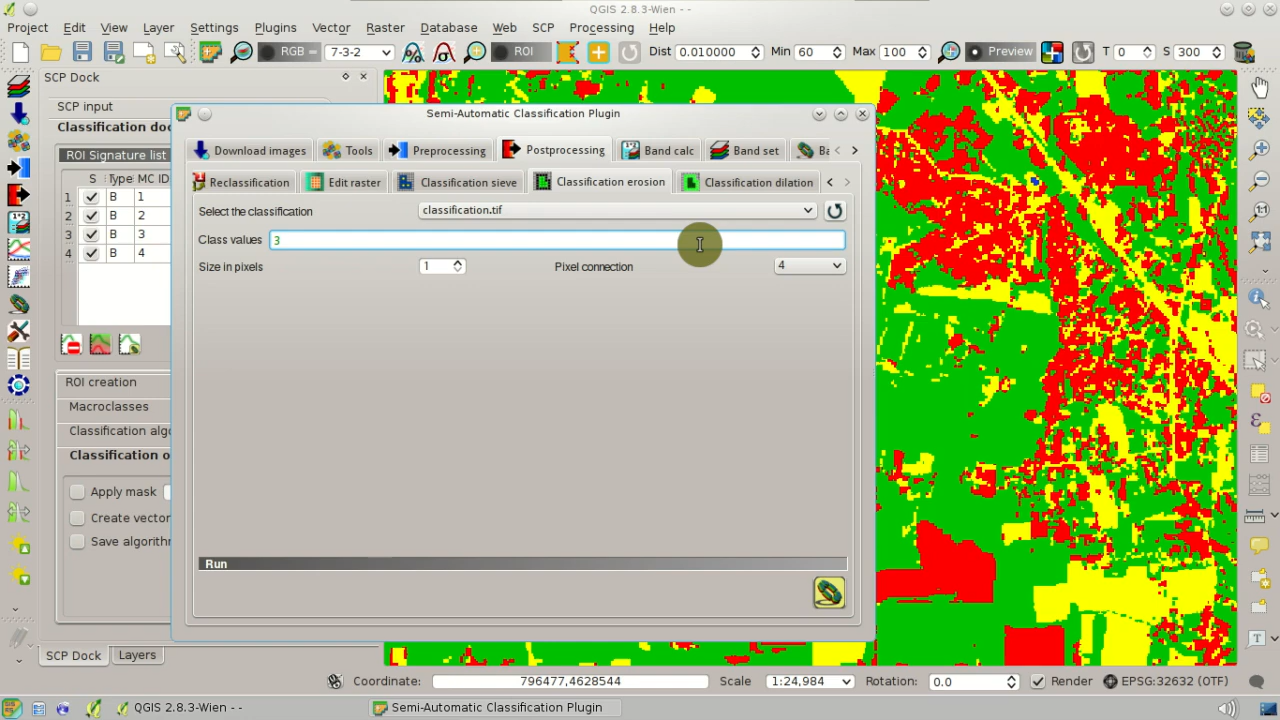 QGIS 2.8.3-Wien - -
Project Edit View Layer Settings Plugins Vector Raster Database Web SCP Processing Help
RGB = 7-3-2 ROI Dist 0.010000 Min 60 Max 100 Preview T 0 S 300
SCP Dock
SCP input
Classification doc
ROI Signature list
S Type MC ID
1 B 1
2 B 2
3 B 3
4 B 4
ROI creation
Macroclasses
Classification algo
Classification o
Apply mask
Create vector
Save algorithm
SCP Dock Layers
Semi-Automatic Classification Plugin
Download images Tools Preprocessing Postprocessing Band calc Band set Ba
Reclassification Edit raster Classification sieve Classification erosion Classification dilation
Select the classification classification.tif
Class values 3
Size in pixels 1 Pixel connection 4
Run
Coordinate: 796477,4628544 Scale 1:24,984 Rotation: 0.0 Render EPSG:32632 (OTF)
QGIS 2.8.3-Wien - - Semi-Automatic Classification Plugin